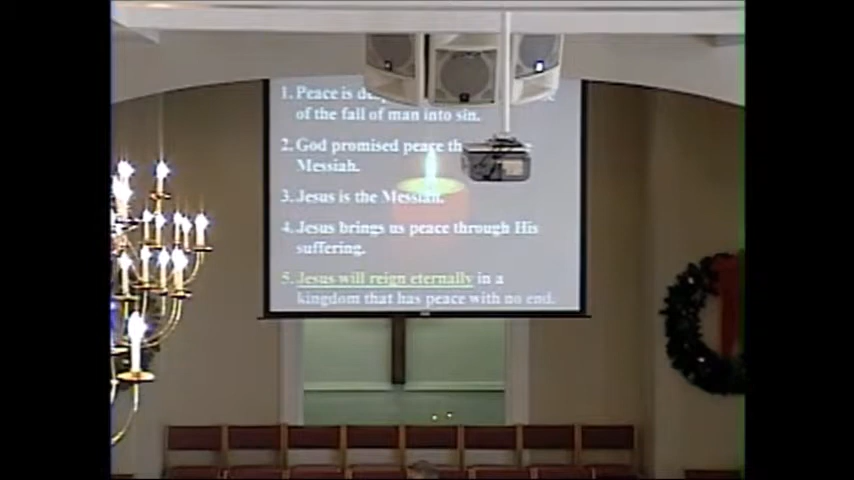 1. Peace is
of the fall of man into sin.
2. God promised peace
Messiah.
3. Jesus is the Messiah.
4. Jesus brings us peace through His
suffering.
5. Jesus will reign eternally in a
kingdom that has peace with no end.